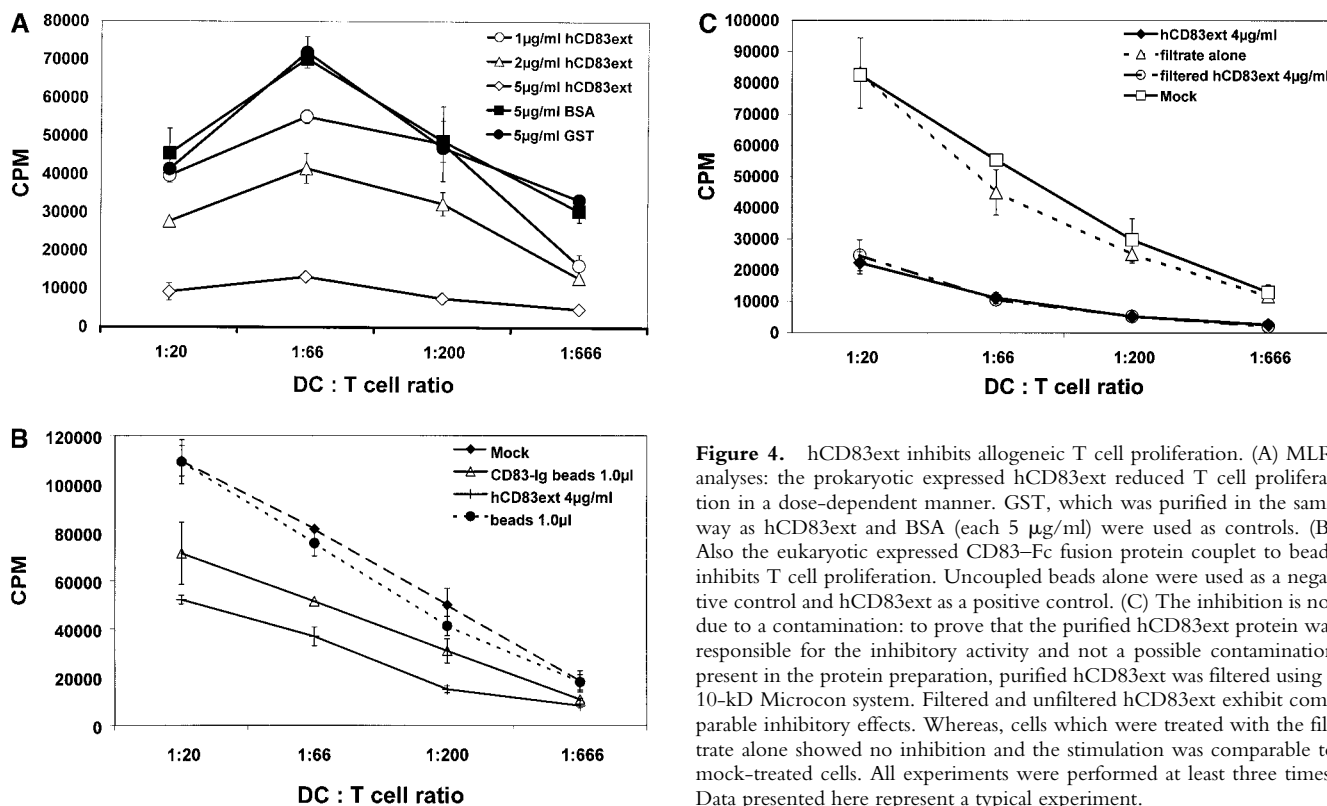 A
80000
70000
60000
50000
40000
30000
20000
10000
0
CPM
1µg/ml hCD83ext
2µg/ml hCD83ext
5µg/ml hCD83ext
5µg/ml BSA
5µg/ml GST
1:20 1:66 1:200 1:666
DC : T cell ratio
B
120000
100000
80000
60000
40000
20000
0
CPM
Mock
CD83-Ig beads 1.0µl
hCD83ext 4µg/ml
beads 1.0µl
1:20 1:66 1:200 1:666
DC : T cell ratio
C
100000
90000
80000
70000
60000
50000
40000
30000
20000
10000
0
CPM
hCD83ext 4µg/ml
filtrate alone
filtered hCD83ext 4µg/ml
Mock
1:20 1:66 1:200 1:666
DC : T cell ratio
Figure 4. hCD83ext inhibits allogeneic T cell proliferation. (A) MLR
analyses: the prokaryotic expressed hCD83ext reduced T cell prolifera-
tion in a dose-dependent manner. GST, which was purified in the sam
way as hCD83ext and BSA (each 5 µg/ml) were used as controls. (B
Also the eukaryotic expressed CD83–Fc fusion protein couplet to bead
inhibits T cell proliferation. Uncoupled beads alone were used as a nega
tive control and hCD83ext as a positive control. (C) The inhibition is no
due to a contamination: to prove that the purified hCD83ext protein wa
responsible for the inhibitory activity and not a possible contamination
present in the protein preparation, purified hCD83ext was filtered using
10-kD Microcon system. Filtered and unfiltered hCD83ext exhibit com
parable inhibitory effects. Whereas, cells which were treated with the fil
trate alone showed no inhibition and the stimulation was comparable to
mock-treated cells. All experiments were performed at least three times
Data presented here represent a typical experiment.